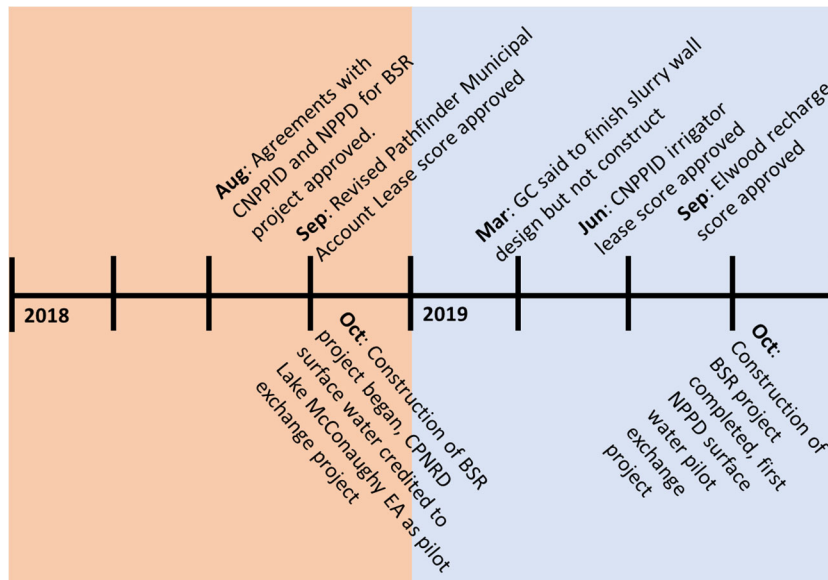 Aug: Agreements with
CNPPID and NPPD for BSR
project approved.
Sep: Revised Pathfinder Municipal
Account Lease score approved
Mar: GC said to finish slurry wall
design but not construct
Jun: CNPPID irrigator
lease score approved
Sep: Elwood recharge
score approved
2018
2019
Oct: Construction of BSR
project began, CPNRD
surface water credited to
Lake McConaughy EA as pilot
exchange project
Oct:
Construction of
BSR project
completed, first
NPPD surface
water pilot
exchange
project